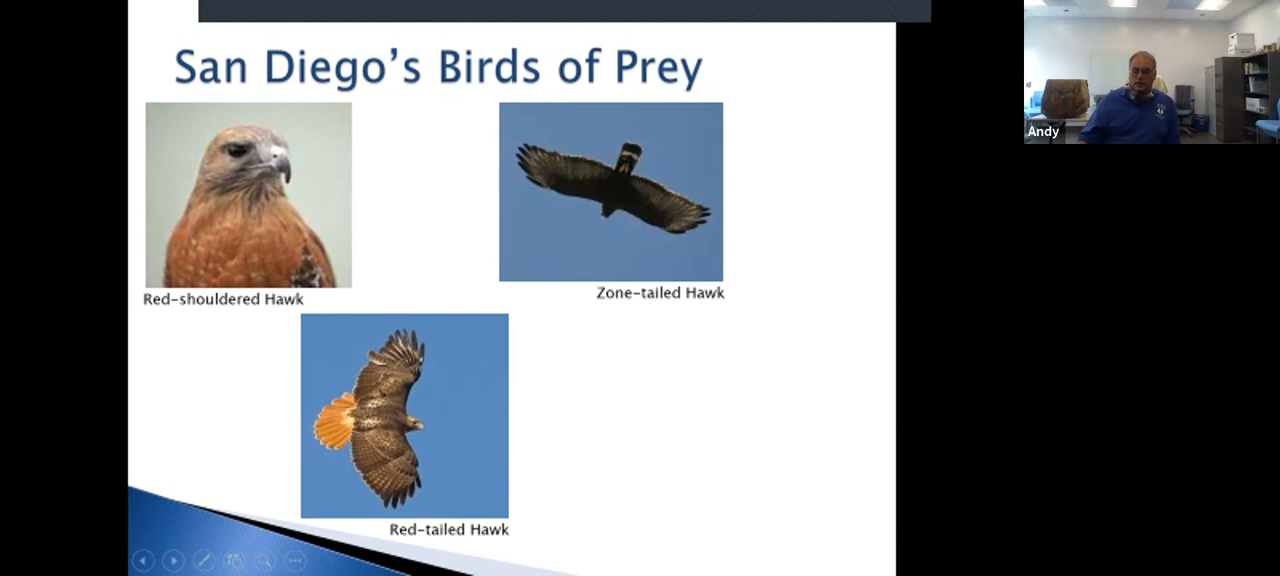 San Diego's Birds of Prey
Red-shouldered Hawk
Zone-tailed Hawk
Red-tailed Hawk
Andy